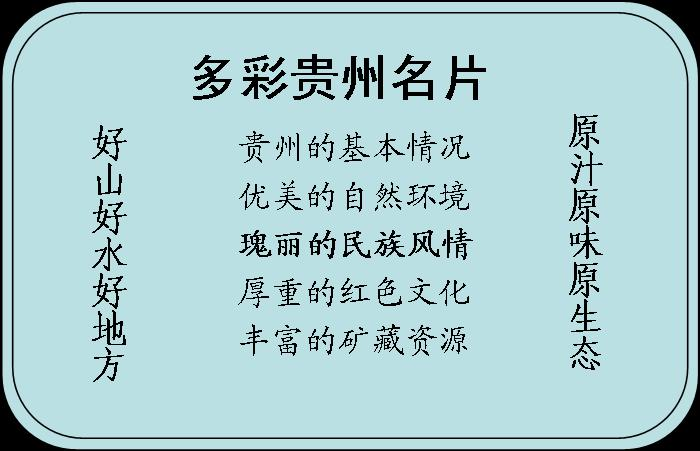 多彩贵州名片
好山好水好地方
贵州的基本情况
优美的自然环境
瑰丽的民族风情
厚重的红色文化
丰富的矿藏资源
原汁原味原生态